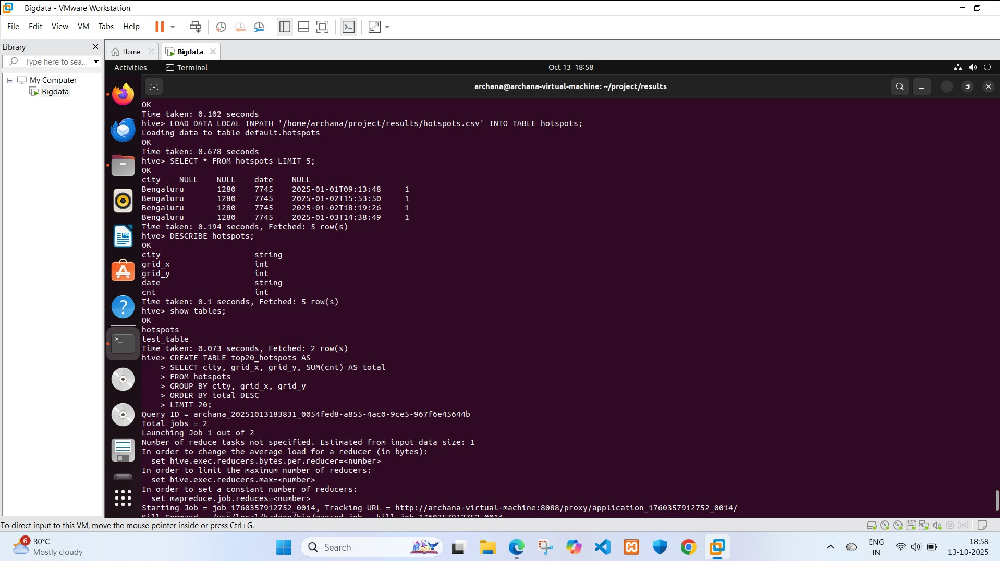 Bigdata - VMware Workstation
File Edit View VM Tabs Help
Library
Type here to sea...
My Computer
Bigdata
Home
Bigdata
Activities
Terminal
Oct 13 18:58
archana@archana-virtual-machine: ~/project/results
OK
Time taken: 0.102 seconds
hive> LOAD DATA LOCAL INPATH '/home/archana/project/results/hotspots.csv' INTO TABLE hotspots;
Loading data to table default.hotspots
OK
Time taken: 0.678 seconds
hive> SELECT * FROM hotspots LIMIT 5;
OK
city NULL NULL date NULL
Bengaluru 1280 7745 2025-01-01T09:13:48 1
Bengaluru 1280 7745 2025-01-02T15:53:50 1
Bengaluru 1280 7745 2025-01-02T18:19:26 1
Bengaluru 1280 7745 2025-01-03T14:38:49 1
Time taken: 0.194 seconds, Fetched: 5 row(s)
hive> DESCRIBE hotspots;
OK
city string
grid_x int
grid_y int
date string
cnt int
Time taken: 0.1 seconds, Fetched: 5 row(s)
hive> show tables;
OK
hotspots
test_table
Time taken: 0.073 seconds, Fetched: 2 row(s)
hive> CREATE TABLE top20_hotspots AS
> SELECT city, grid_x, grid_y, SUM(cnt) AS total
> FROM hotspots
> GROUP BY city, grid_x, grid_y
> ORDER BY total DESC
> LIMIT 20;
Query ID = archana_20251013183831_0054fed8-a855-4ac0-9ce5-967f6e45644b
Total jobs = 2
Launching Job 1 out of 2
Number of reduce tasks not specified. Estimated from input data size: 1
In order to change the average load for a reducer (in bytes):
set hive.exec.reducers.bytes.per.reducer=<number>
In order to limit the maximum number of reducers:
set hive.exec.reducers.max=<number>
In order to set a constant number of reducers:
set mapreduce.job.reduces=<number>
Starting Job = job_1760357912752_0014, Tracking URL = http://archana-virtual-machine:8088/proxy/application_1760357912752_0014/
Kill Command = /usr/local/hadoop/bin/mapred job -kill job_1760357912752_0014
To direct input to this VM, move the mouse pointer inside or press Ctrl+G.
6
30°C
Mostly cloudy
Search
ENG
IN
18:58
13-10-2025